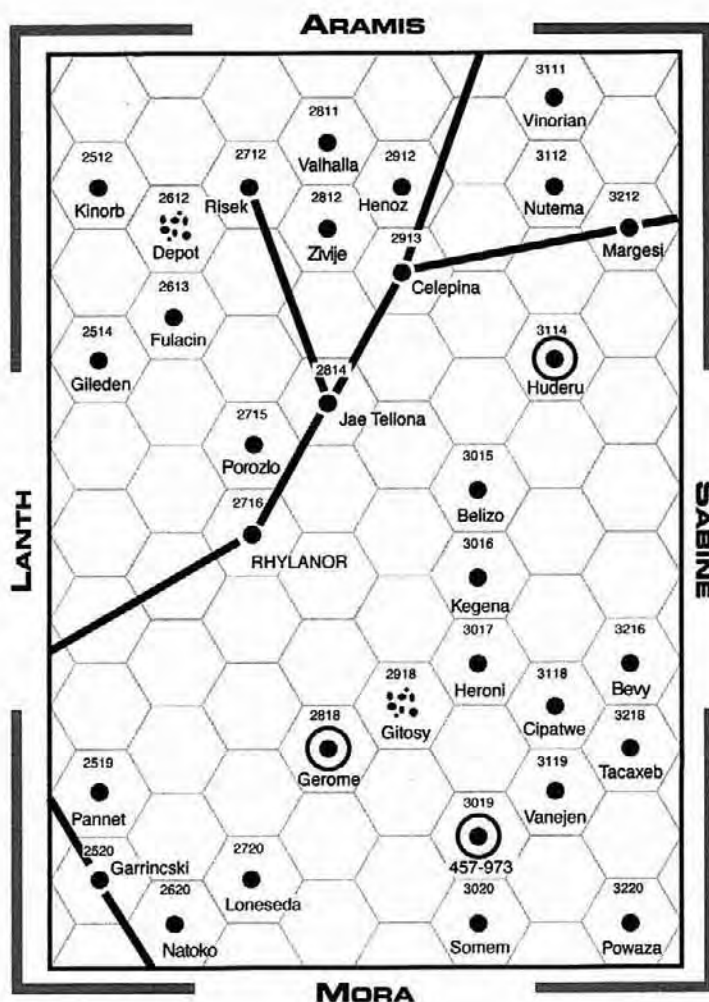 ARAMIS
3111
Vinorian
2811
Valhalla
2512
Kinorb
2712
Risek
2912
Henoz
3112
Nutema
2612
Depot
2812
Zivije
3212
Margesi
2913
Celepina
2613
Fulacin
2514
Gileden
3114
Huderu
2814
Jae Tellona
2715
Porozlo
3015
Belizo
LANTH
SABINE
2716
RHYLANOR
3016
Kegena
3017
Heroni
3216
Bevy
2918
Gitosy
3118
Cipatwe
2818
Gerome
3218
Tacaxeb
2519
Pannet
3119
Vanejen
3019
457-973
2520
Garrincski
2720
Loneseda
2620
Natoko
3020
Somem
3220
Powaza
MORA